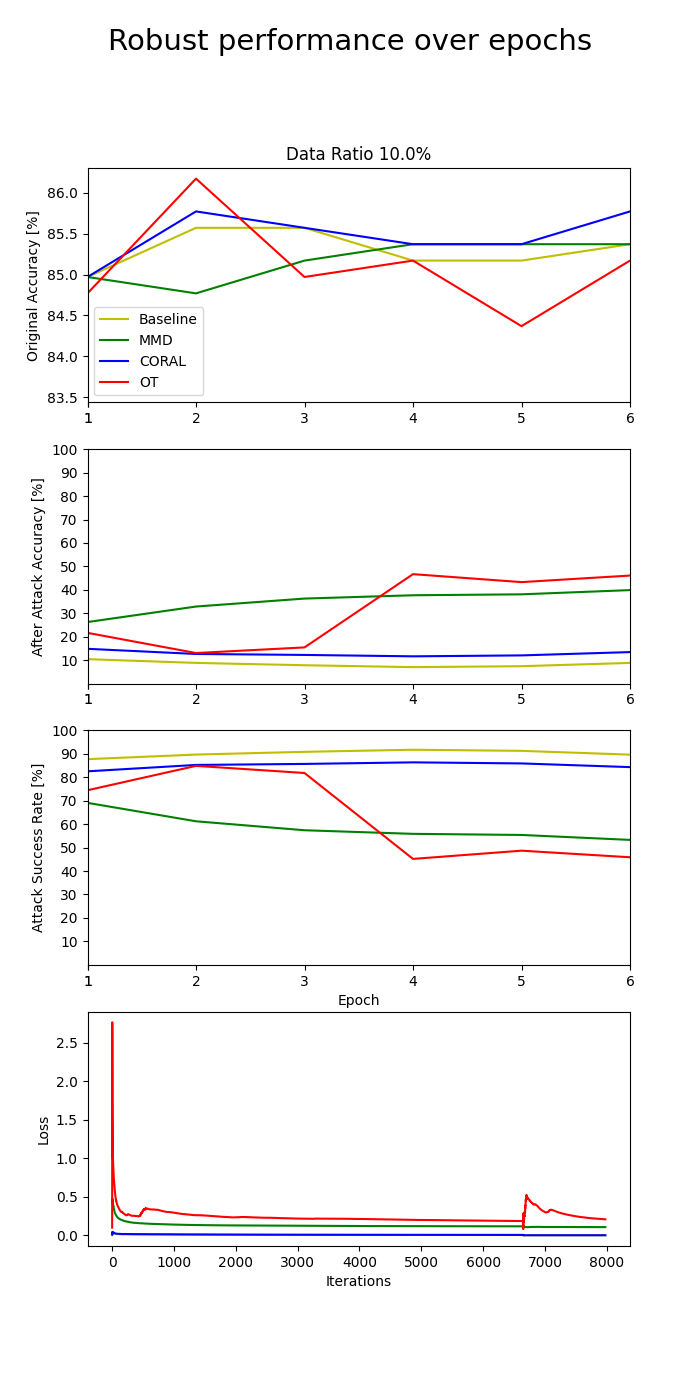 Robust performance over epochs
Data Ratio 10.0%
Original Accuracy [%]
86.0
85.5
85.0
84.5
84.0
83.5
Baseline
MMD
CORAL
OT
1 2 3 4 5 6
After Attack Accuracy [%]
100
90
80
70
60
50
40
30
20
10
1 2 3 4 5 6
Attack Success Rate [%]
100
90
80
70
60
50
40
30
20
10
1 2 3 4 5 6
Epoch
Loss
2.5
2.0
1.5
1.0
0.5
0.0
0 1000 2000 3000 4000 5000 6000 7000 8000
Iterations